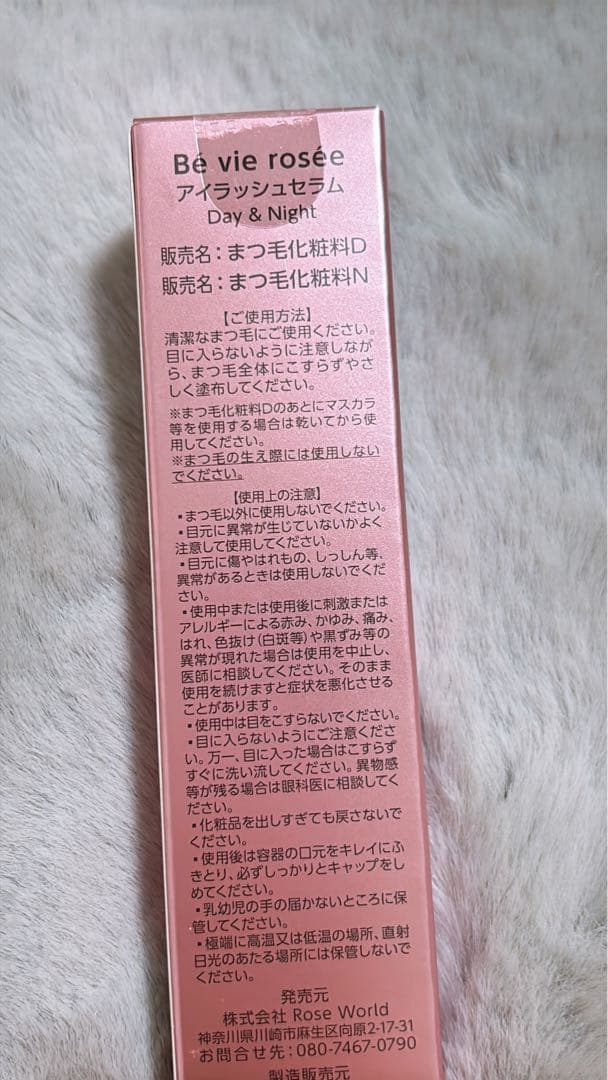 Bé vie rosée
アイラッシュセラム
Day & Night
販売名：まつ毛化粧料D
販売名：まつ毛化粧料N
【ご使用方法】
清潔なまつ毛にご使用ください。
目に入らないように注意しなが
ら、まつ毛全体にこすらずやさ
しく塗布してください。
※まつ毛化粧料Dのあとにマスカラ
等を使用する場合は乾いてから使
用してください。
※まつ毛の生え際には使用しない
でください。
【使用上の注意】
▪まつ毛以外に使用しないでください。
▪目元に異常が生じていないかよく
注意して使用してください。
▪目元に傷やはれもの、しっしん等、
異常があるときは使用しないでくだ
さい。
▪使用中または使用後に刺激または
アレルギーによる赤み、かゆみ、痛み、
はれ、色抜け(白斑等)や黒ずみ等の
異常が現れた場合は使用を中止し、
医師に相談してください。そのまま
使用を続けますと症状を悪化させる
ことがあります。
▪使用中は目をこすらないでください。
▪目に入らないようにご注意くださ
い。万一、目に入った場合はこすらず
すぐに洗い流してください。異物感
等が残る場合は眼科医に相談してく
ださい。
▪化粧品を出しすぎても戻さないで
ください。
▪使用後は容器の口元をキレイにふ
きとり、必ずしっかりとキャップをし
めてください。
▪乳幼児の手の届かないところに保
管してください。
▪極端に高温又は低温の場所、直射
日光のあたる場所には保管しないで
ください。
発売元
株式会社 Rose World
神奈川県川崎市麻生区向原2-17-31
お問合せ先：080-7467-0790
製造販売元